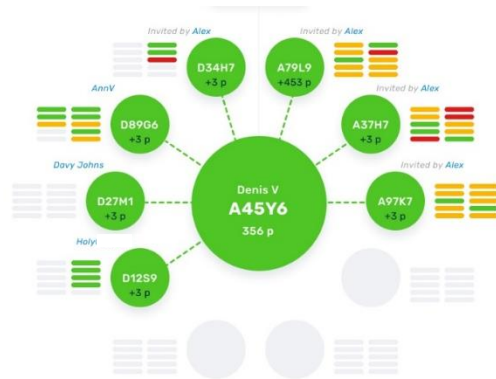 Invited by Alex
D34H7
+3 p
Invited by Alex
A79L9
+453 p
AnnV
D89G6
+3 p
Invited by Alex
A37H7
+3 p
Davy Johns
D27M1
+3 p
Denis V
A45Y6
356 p
Invited by Alex
A97K7
+3 p
Holyi
D12S9
+3 p